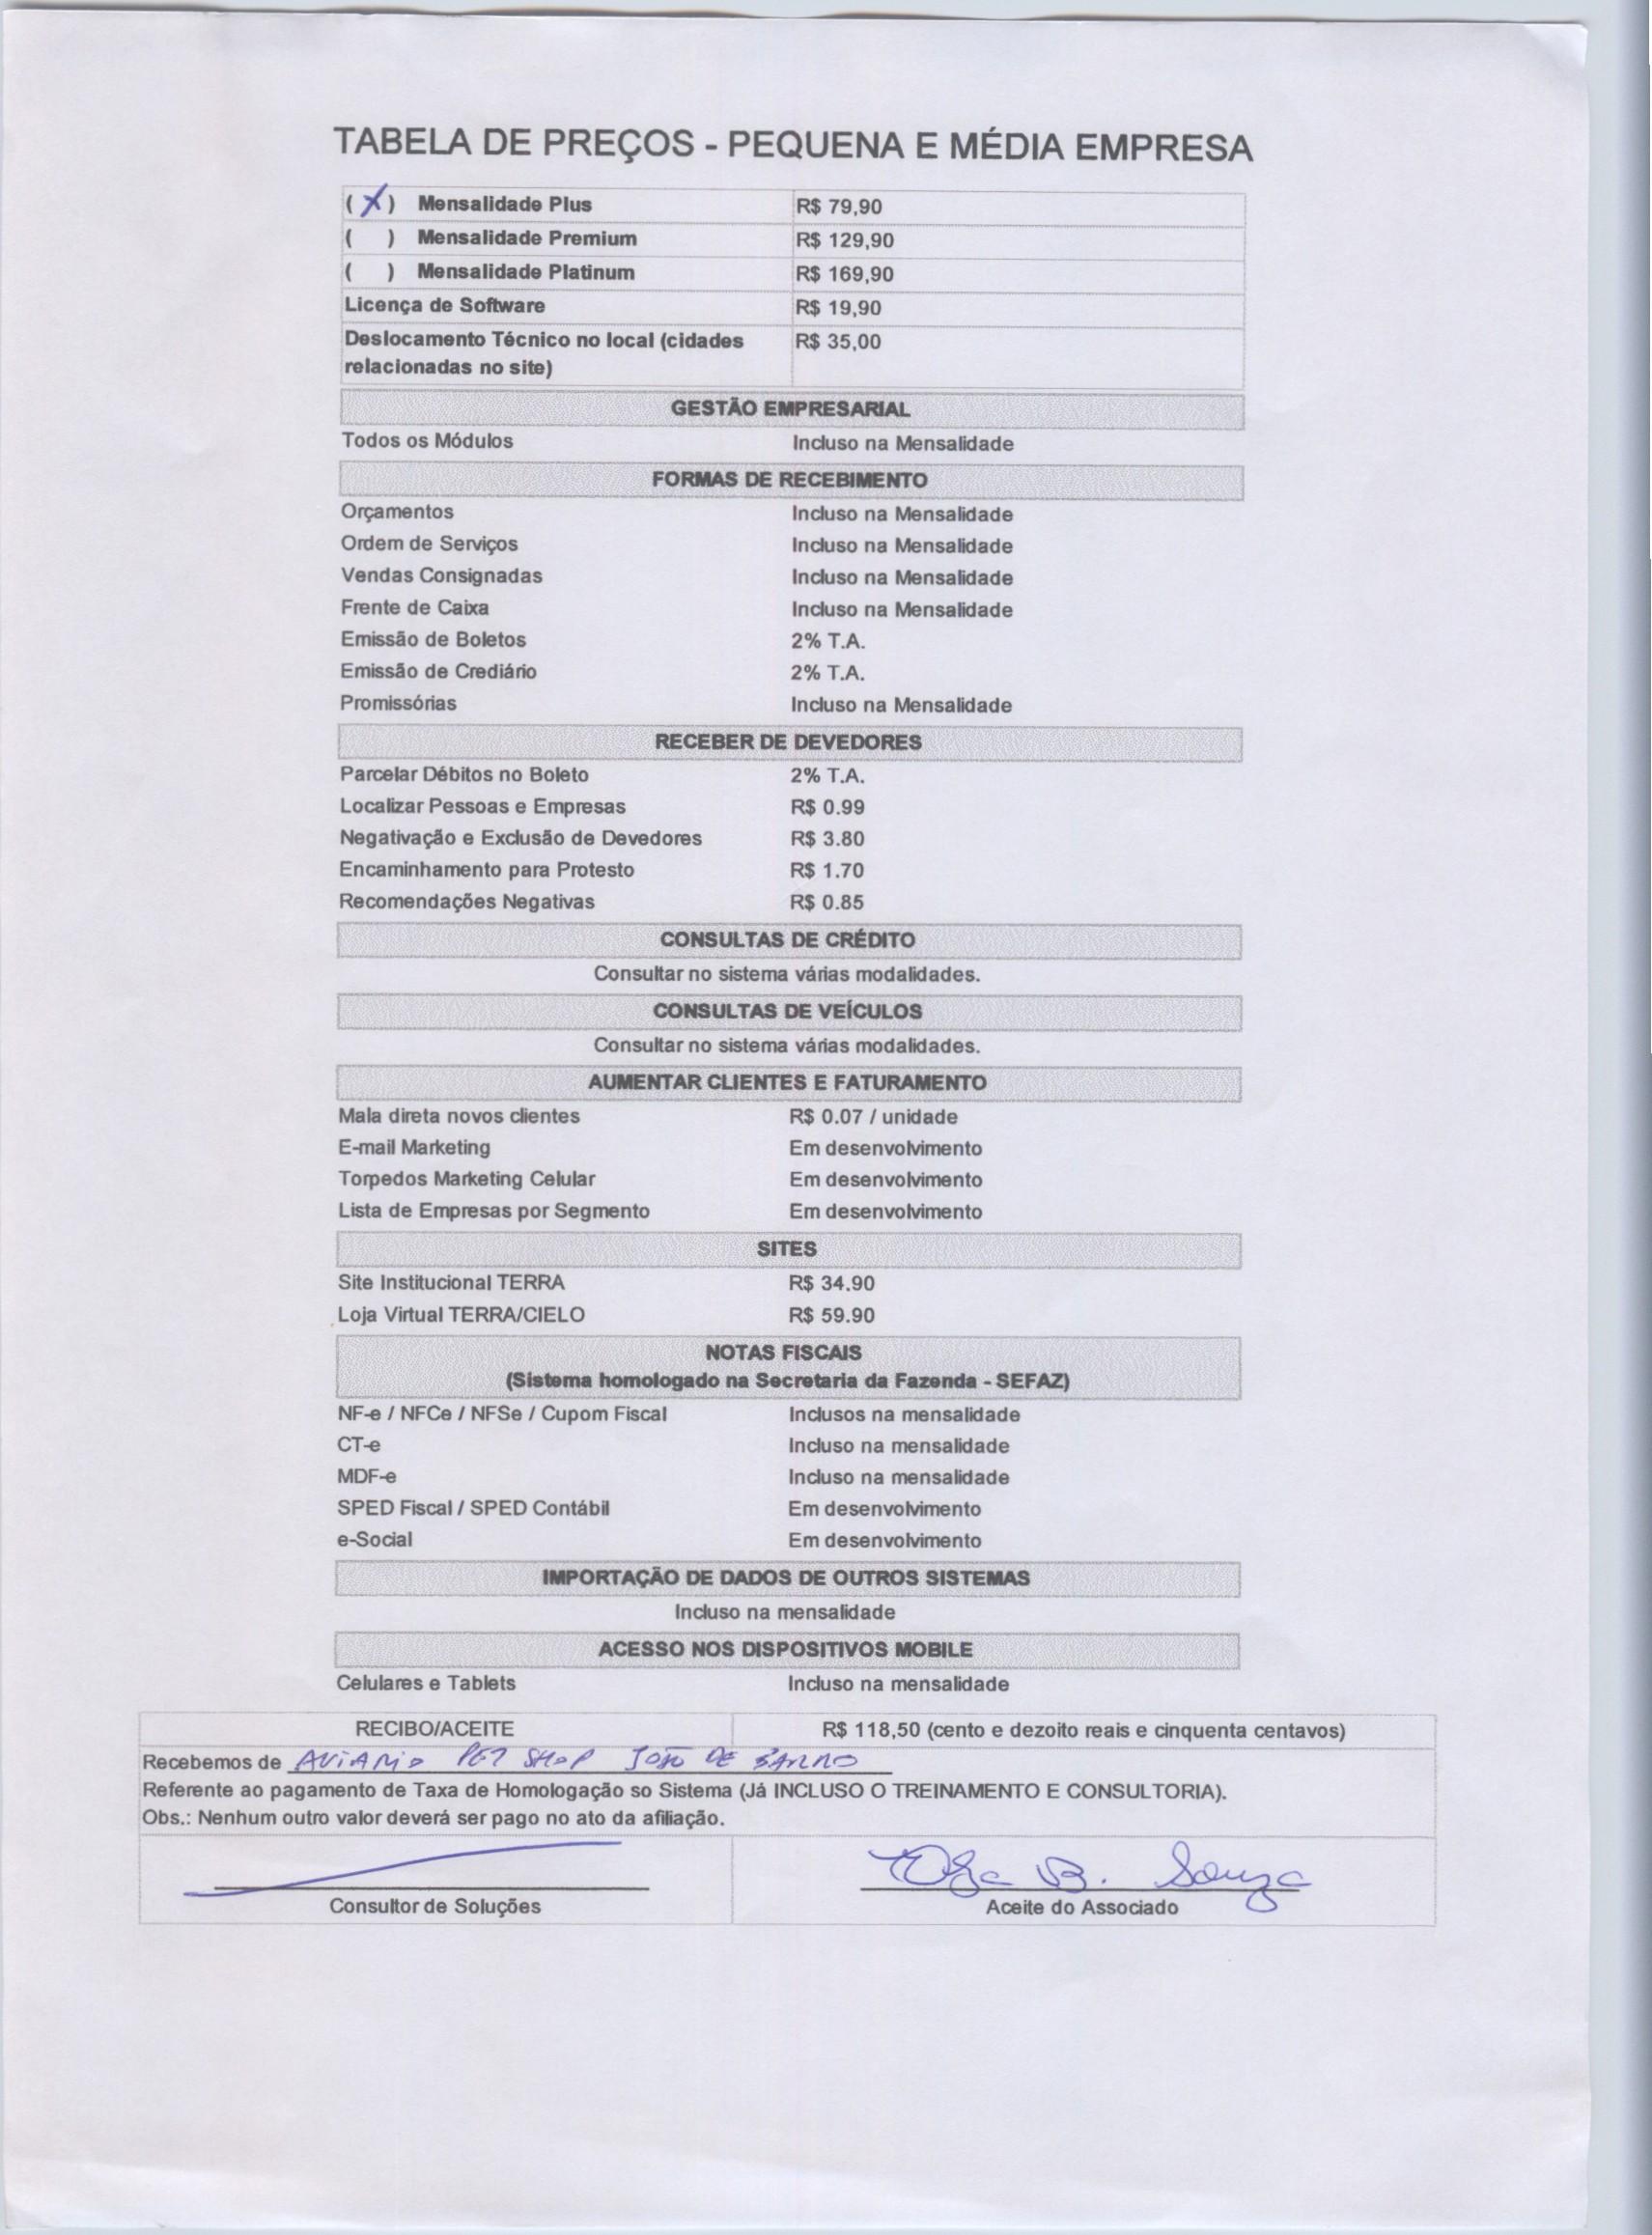 TABELA DE PREÇOS - PEQUENA E MÉDIA EMPRESA
(X) Mensalidade Plus R$ 79,90
( ) Mensalidade Premium R$ 129,90
( ) Mensalidade Platinum R$ 169,90
Licença de Software R$ 19,90
Deslocamento Técnico no local (cidades R$ 35,00
relacionadas no site)
GESTÃO EMPRESARIAL
Todos os Módulos Incluso na Mensalidade
FORMAS DE RECEBIMENTO
Orçamentos Incluso na Mensalidade
Ordem de Serviços Incluso na Mensalidade
Vendas Consignadas Incluso na Mensalidade
Frente de Caixa Incluso na Mensalidade
Emissão de Boletos 2% T.A.
Emissão de Crediário 2% T.A.
Promissórias Incluso na Mensalidade
RECEBER DE DEVEDORES
Parcelar Débitos no Boleto 2% T.A.
Localizar Pessoas e Empresas R$ 0.99
Negativação e Exclusão de Devedores R$ 3.80
Encaminhamento para Protesto R$ 1.70
Recomendações Negativas R$ 0.85
CONSULTAS DE CRÉDITO
Consultar no sistema várias modalidades.
CONSULTAS DE VEÍCULOS
Consultar no sistema várias modalidades.
AUMENTAR CLIENTES E FATURAMENTO
Mala direta novos clientes R$ 0.07 / unidade
E-mail Marketing Em desenvolvimento
Torpedos Marketing Celular Em desenvolvimento
Lista de Empresas por Segmento Em desenvolvimento
SITES
Site Institucional TERRA R$ 34.90
Loja Virtual TERRA/CIELO R$ 59.90
NOTAS FISCAIS
(Sistema homologado na Secretaria da Fazenda - SEFAZ)
NF-e / NFCe / NFSe / Cupom Fiscal Inclusos na mensalidade
CT-e Incluso na mensalidade
MDF-e Incluso na mensalidade
SPED Fiscal / SPED Contábil Em desenvolvimento
e-Social Em desenvolvimento
IMPORTAÇÃO DE DADOS DE OUTROS SISTEMAS
Incluso na mensalidade
ACESSO NOS DISPOSITIVOS MOBILE
Celulares e Tablets Incluso na mensalidade
RECIBO/ACEITE R$ 118,50 (cento e dezoito reais e cinquenta centavos)
Recebemos de AVIARIO PET SHOP JOÃO DE BARRO
Referente ao pagamento de Taxa de Homologação so Sistema (Já INCLUSO O TREINAMENTO E CONSULTORIA).
Obs.: Nenhum outro valor deverá ser pago no ato da afiliação.
B. Souza
Consultor de Soluções Aceite do Associado